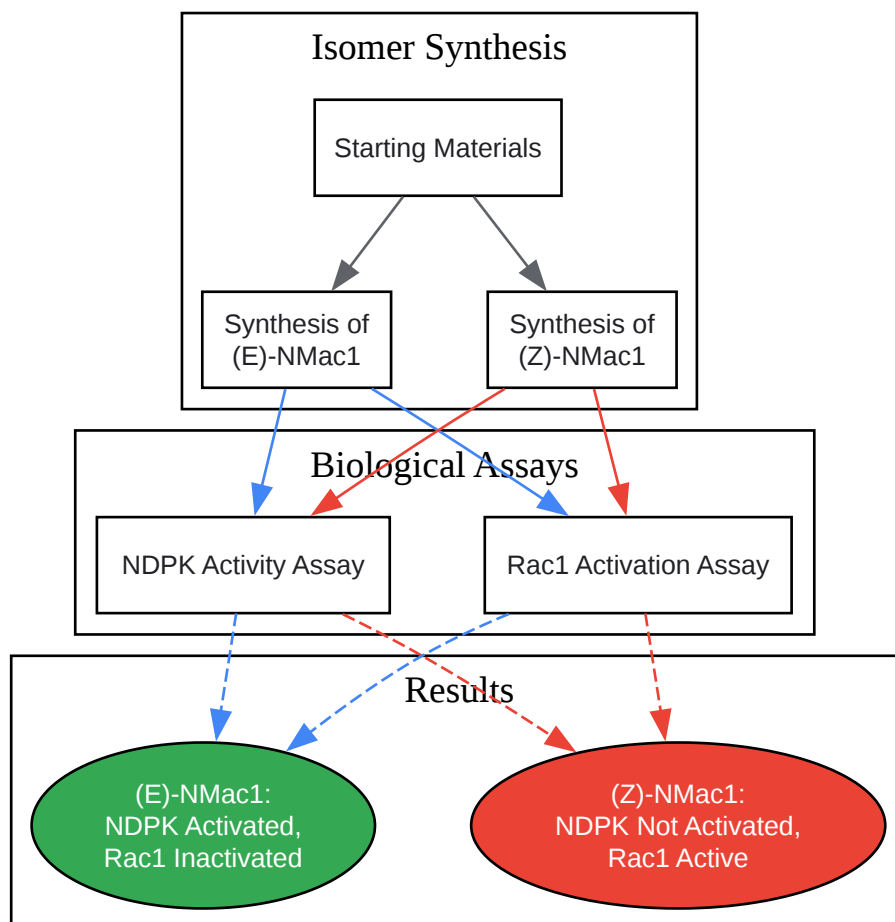 Isomer Synthesis
Starting Materials
Synthesis of
(E)-NMac1
Synthesis of
(Z)-NMac1
Biological Assays
NDPK Activity Assay
Rac1 Activation Assay
Results
(E)-NMac1:
NDPK Activated,
Rac1 Inactivated
(Z)-NMac1:
NDPK Not Activated,
Rac1 Active